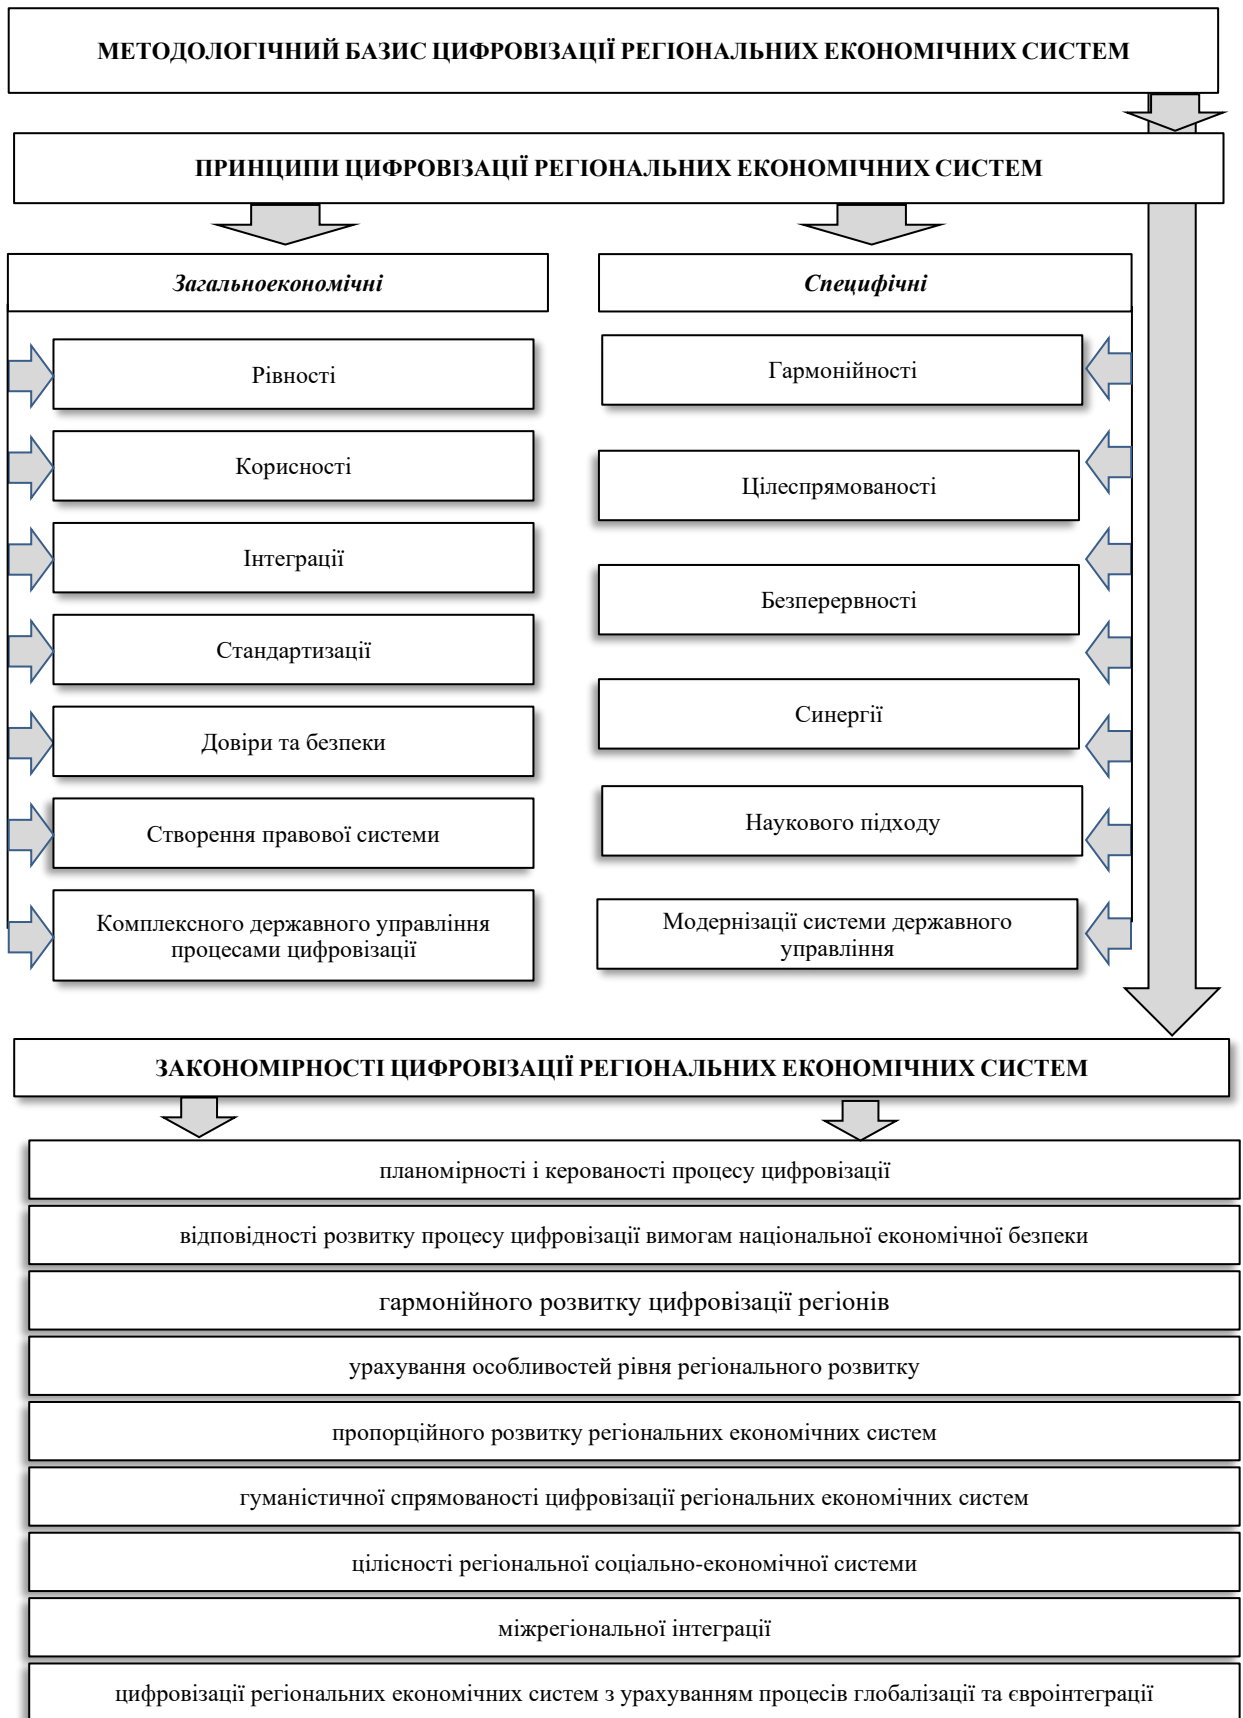 МЕТОДОЛОГІЧНИЙ БАЗИС ЦИФРОВІЗАЦІЇ РЕГІОНАЛЬНИХ ЕКОНОМІЧНИХ СИСТЕМ
ПРИНЦИПИ ЦИФРОВІЗАЦІЇ РЕГІОНАЛЬНИХ ЕКОНОМІЧНИХ СИСТЕМ
Загальноекономічні
Рівності
Корисності
Інтеграції
Стандартизації
Довіри та безпеки
Створення правової системи
Комплексного державного управління
процесами цифровізації
Специфічні
Гармонійності
Цілеспрямованості
Безперервності
Синергії
Наукового підходу
Модернізації системи державного
управління
ЗАКОНОМІРНОСТІ ЦИФРОВІЗАЦІЇ РЕГІОНАЛЬНИХ ЕКОНОМІЧНИХ СИСТЕМ
планомірності і керованості процесу цифровізації
відповідності розвитку процесу цифровізації вимогам національної економічної безпеки
гармонійного розвитку цифровізації регіонів
урахування особливостей рівня регіонального розвитку
пропорційного розвитку регіональних економічних систем
гуманістичної спрямованості цифровізації регіональних економічних систем
цілісності регіональної соціально-економічної системи
міжрегіональної інтеграції
цифровізації регіональних економічних систем з урахуванням процесів глобалізації та євроінтеграції